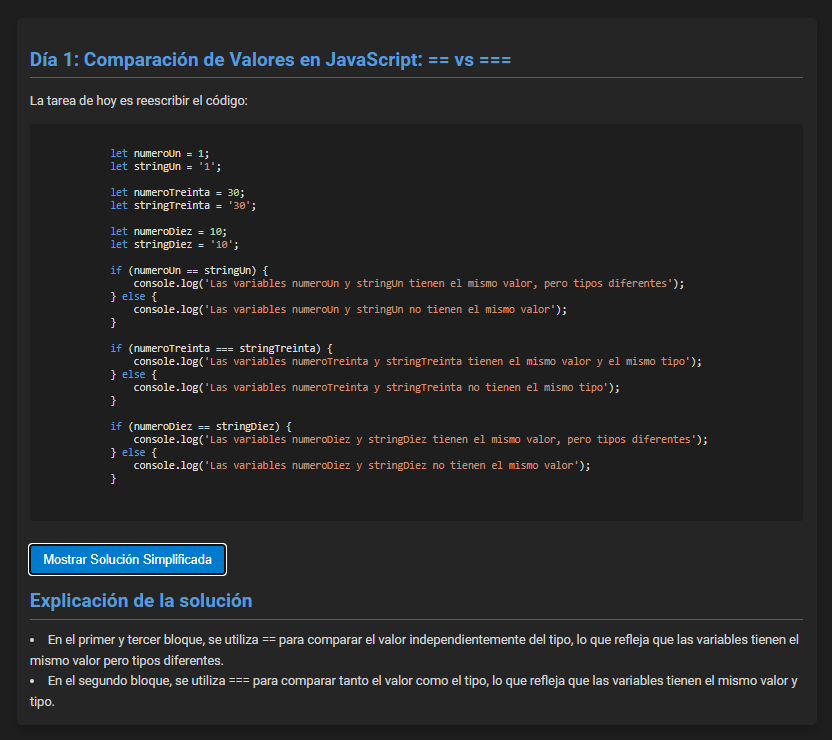 Día 1: Comparación de Valores en JavaScript: == vs ===
La tarea de hoy es reescribir el código:
let numeroUn = 1;
let stringUn = '1';
let numeroTreinta = 30;
let stringTreinta = '30';
let numeroDiez = 10;
let stringDiez = '10';
if (numeroUn == stringUn) {
console.log('Las variables numeroUn y stringUn tienen el mismo valor, pero tipos diferentes');
} else {
console.log('Las variables numeroUn y stringUn no tienen el mismo valor');
}
if (numeroTreinta === stringTreinta) {
console.log('Las variables numeroTreinta y stringTreinta tienen el mismo valor y el mismo tipo');
} else {
console.log('Las variables numeroTreinta y stringTreinta no tienen el mismo tipo');
}
if (numeroDiez == stringDiez) {
console.log('Las variables numeroDiez y stringDiez tienen el mismo valor, pero tipos diferentes');
} else {
console.log('Las variables numeroDiez y stringDiez no tienen el mismo valor');
}
Mostrar Solución Simplificada
Explicación de la solución
• En el primer y tercer bloque, se utiliza == para comparar el valor independientemente del tipo, lo que refleja que las variables tienen el
mismo valor pero tipos diferentes.
• En el segundo bloque, se utiliza === para comparar tanto el valor como el tipo, lo que refleja que las variables tienen el mismo valor y
tipo.